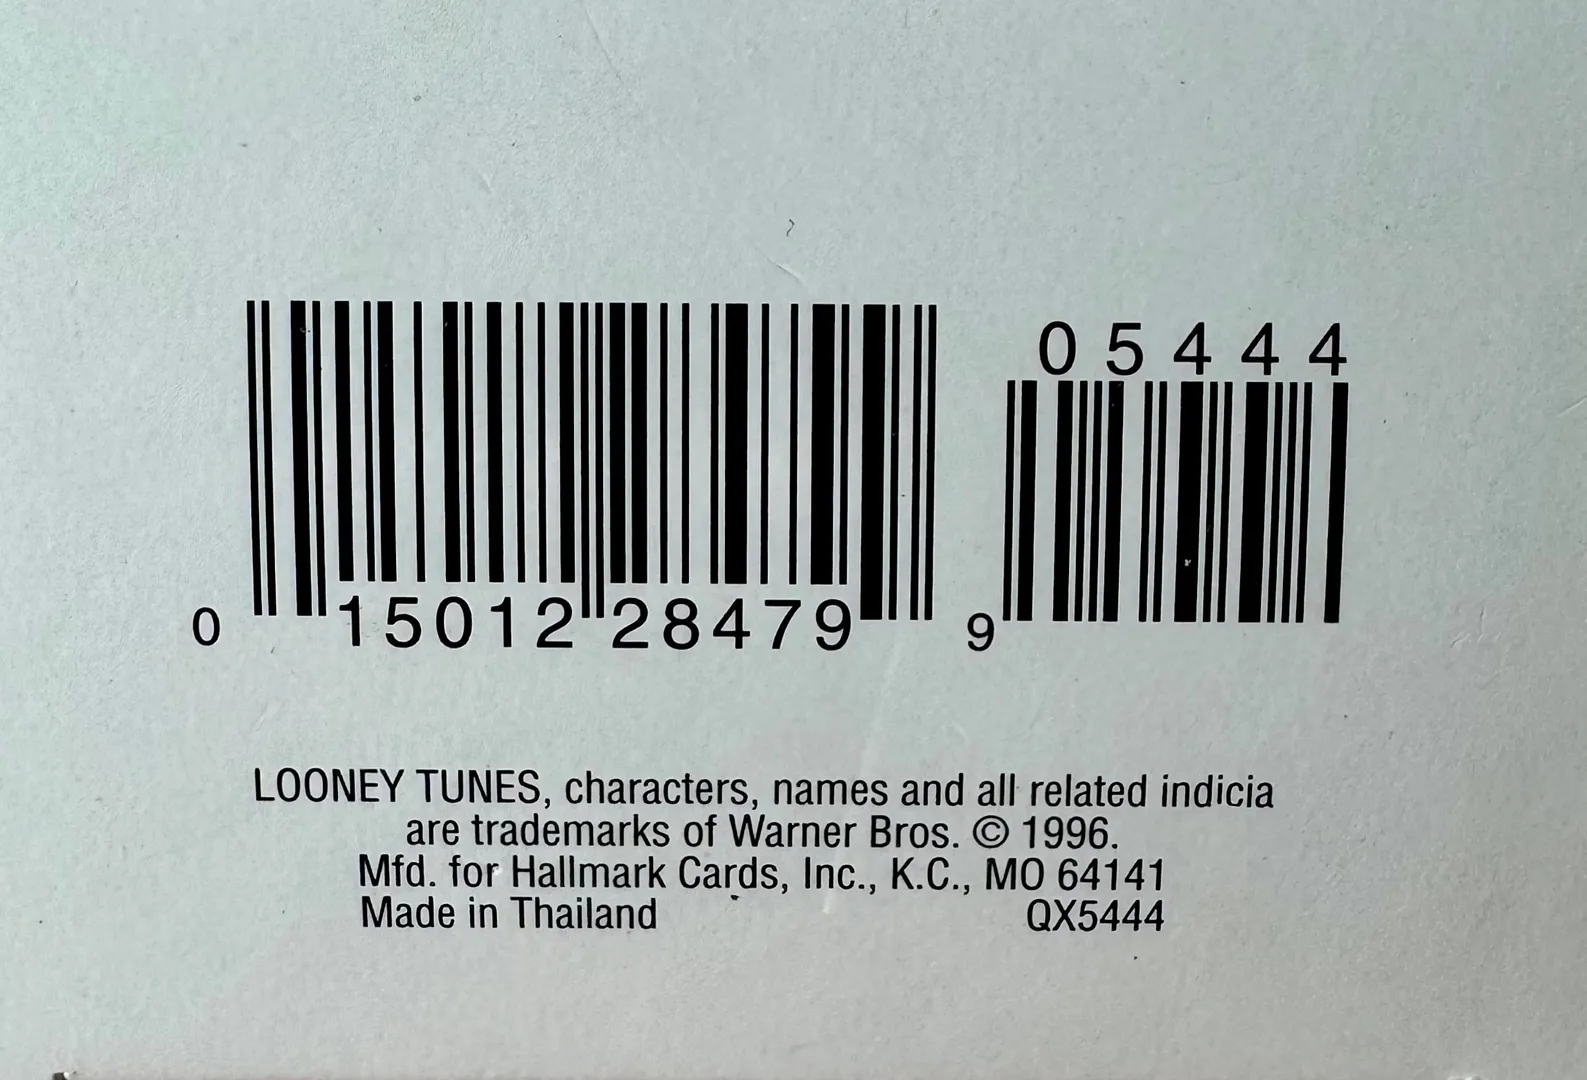 05444
0 15012 28479 9
LOONEY TUNES, characters, names and all related indicia
are trademarks of Warner Bros. © 1996.
Mfd. for Hallmark Cards, Inc., K.C., MO 64141
Made in Thailand QX5444